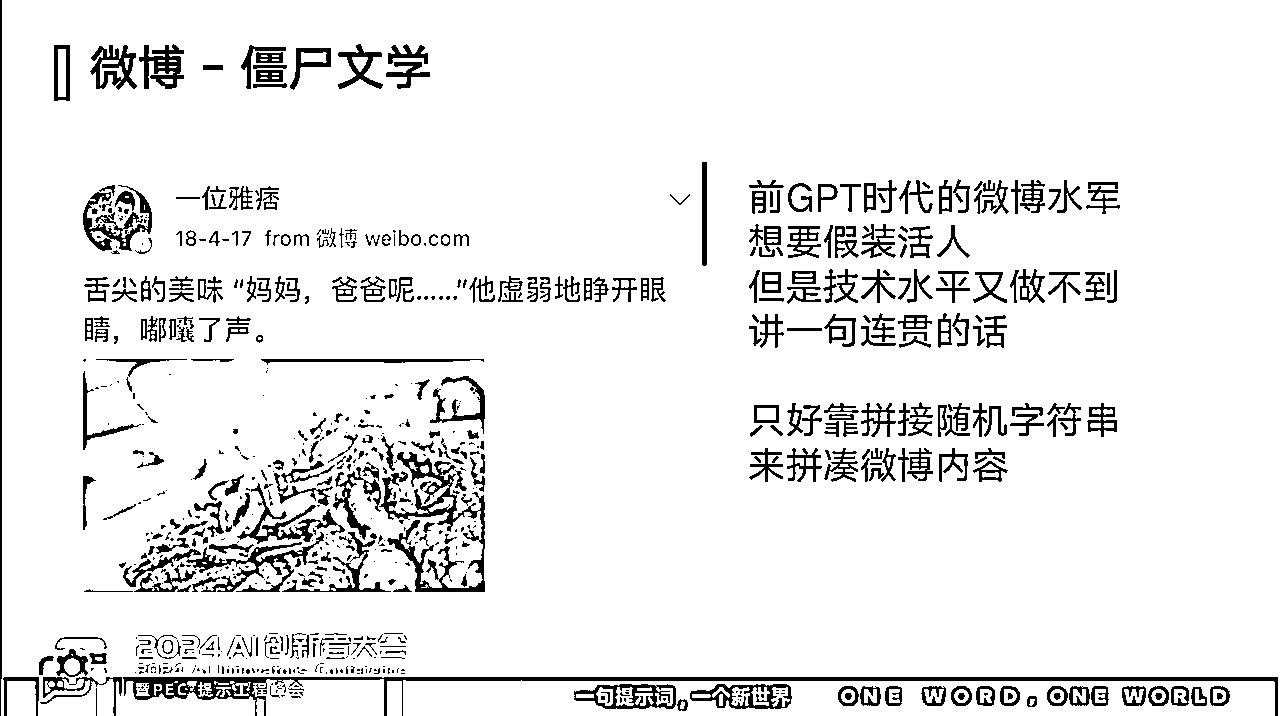 微博 - 僵尸文学
一位雅痞
18-4-17 from 微博 weibo.com
舌尖的美味 “妈妈，爸爸呢......”他虚弱地睁开眼
睛，嘟囔了声。
前GPT时代的微博水军
想要假装活人
但是技术水平又做不到
讲一句连贯的话
只好靠拼接随机字符串
来拼凑微博内容
2024 AI创新者大会
2024 AI Innovators Conference
暨PEC·提示工程峰会
一句提示词，一个新世界
ONE WORD, ONE WORLD